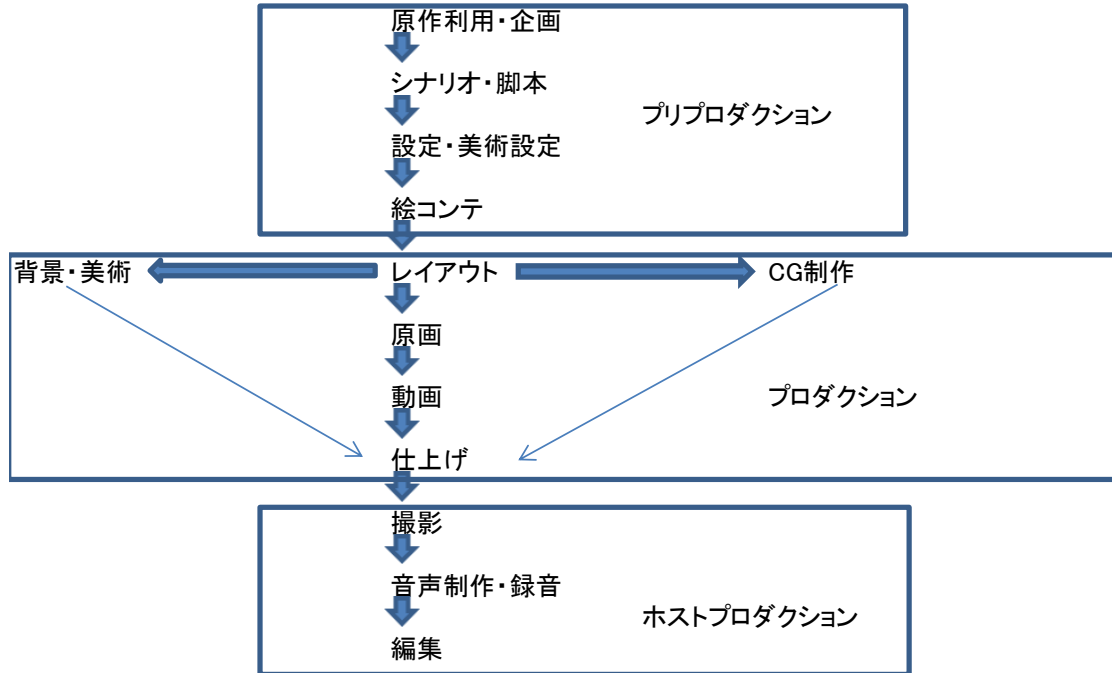 原作利用・企画
シナリオ・脚本
プリプロダクション
設定・美術設定
絵コンテ
背景・美術
レイアウト
CG制作
原画
動画
プロダクション
仕上げ
撮影
音声制作・録音
ホストプロダクション
編集